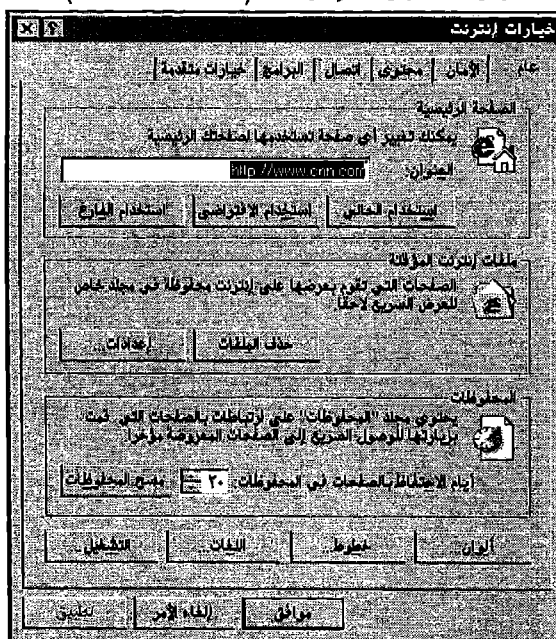 خيارات إنترنت
عام الأمان محتوى اتصال البرامج خيارات متقدمة
الصفحة الرئيسية
يمكنك تغيير أي صفحة تستخدمها لصفحتك الرئيسية
العنوان: http://www.cnn.com
استخدام الحالي استخدام الافتراضي استخدام الفارغ
ملفات إنترنت المؤقتة
الصفحات التي تقوم بعرضها على إنترنت محفوظة في مجلد خاص
للعرض السريع لاحقا.
حذف الملفات إعدادات...
المحفوظات
يحتوي مجلد "المحفوظات" على ارتباطات بالصفحات التي قمت
بزيارتها للوصول السريع إلى الصفحات المعروضة مؤخرا.
أيام الاحتفاظ بالصفحات في المحفوظات: ٢٠ مسح المحفوظات
ألوان... خطوط... اللغات... التشغيل...
موافق إلغاء الأمر تطبيق